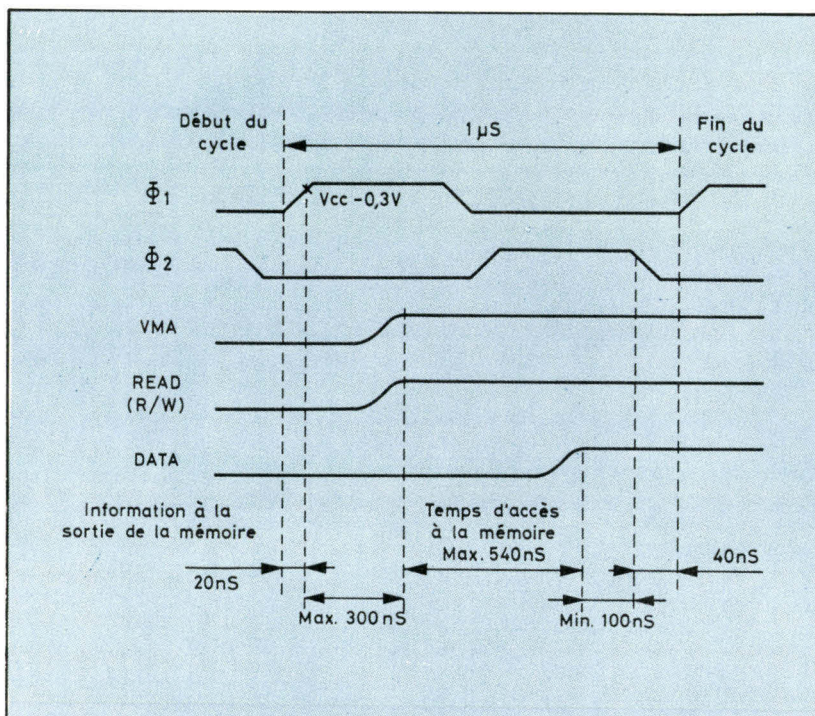 Début du
cycle
1 µS
Fin du
cycle
Φ1
Vcc -0,3V
Φ2
VMA
READ
(R/W)
DATA
Information à la
sortie de la mémoire
Temps d'accès
à la mémoire
Max. 540nS
20nS
40nS
Max. 300nS
Min. 100nS